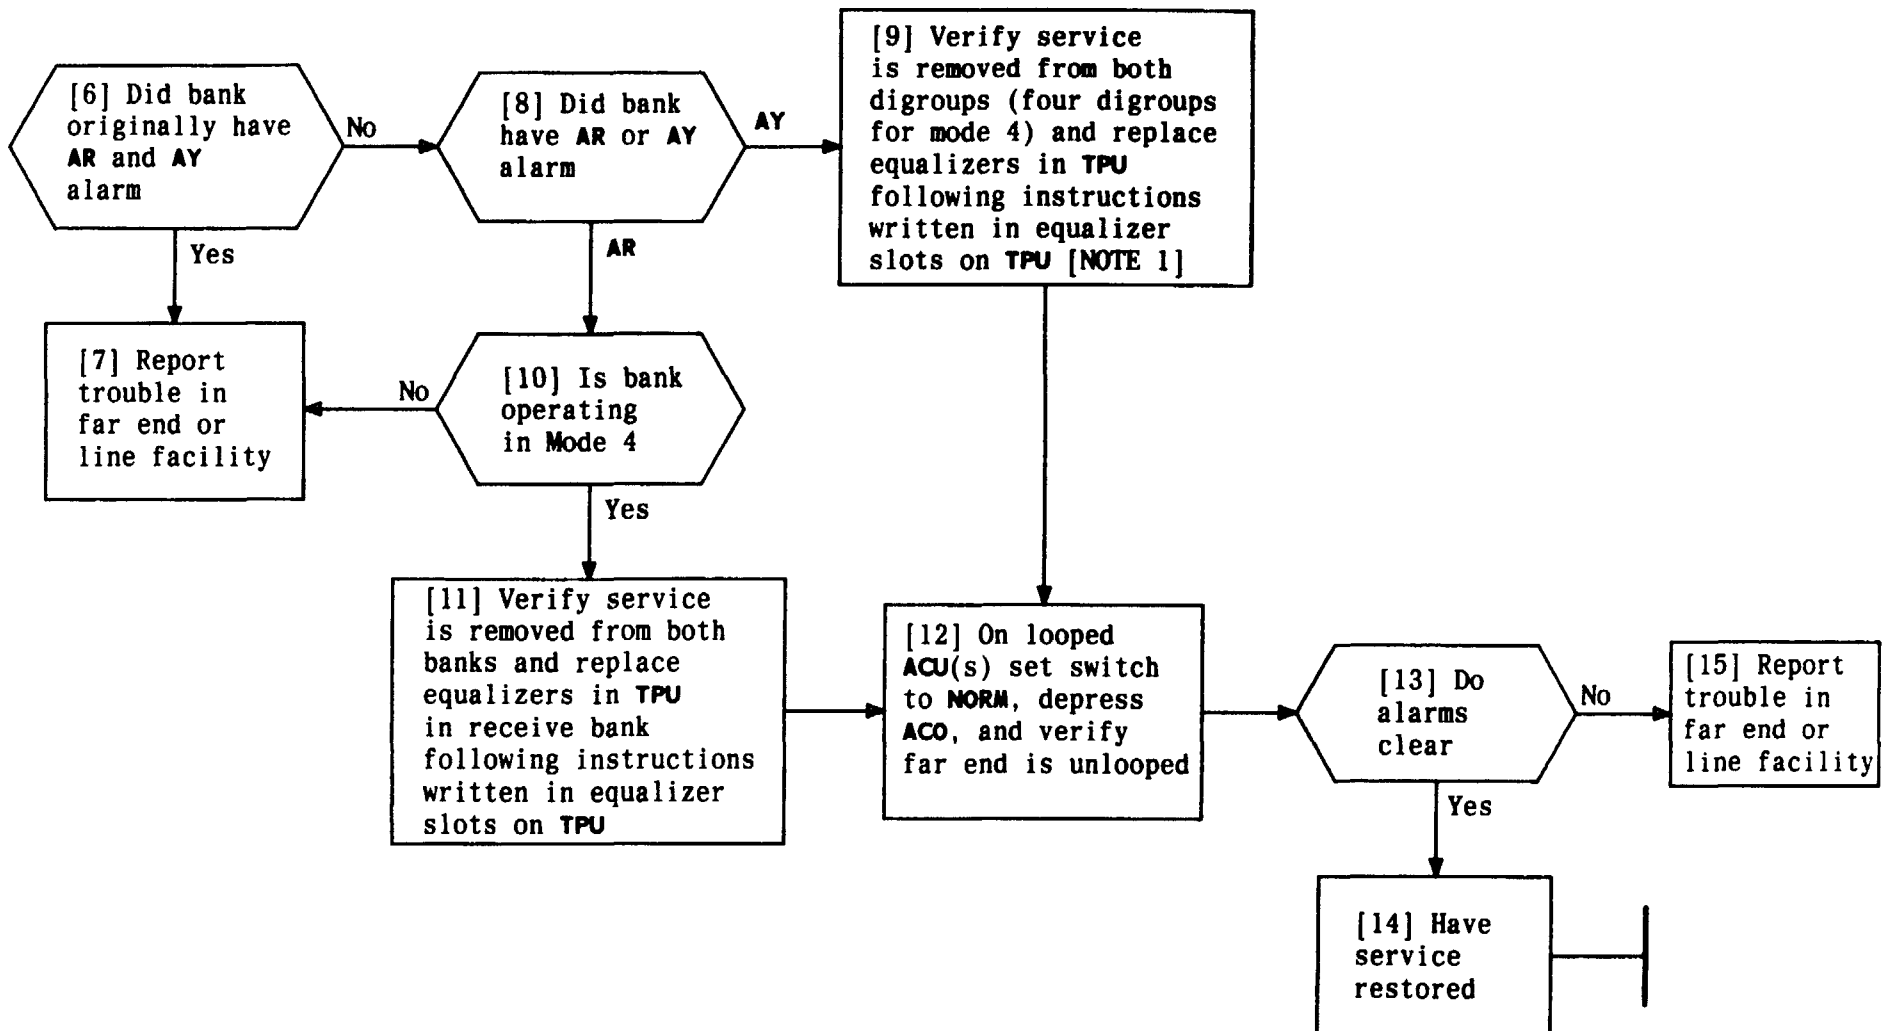 [6] Did bank
originally have
AR and AY
alarm
No
Yes
[7] Report
trouble in
far end or
line facility
[8] Did bank
have AR or AY
alarm
AY
AR
[9] Verify service
is removed from both
digroups (four digroups
for mode 4) and replace
equalizers in TPU
following instructions
written in equalizer
slots on TPU [NOTE 1]
[10] Is bank
operating
in Mode 4
No
Yes
[11] Verify service
is removed from both
banks and replace
equalizers in TPU
in receive bank
following instructions
written in equalizer
slots on TPU
[12] On looped
ACU(s) set switch
to NORM, depress
ACO, and verify
far end is unlooped
[13] Do
alarms
clear
No
Yes
[15] Report
trouble in
far end or
line facility
[14] Have
service
restored